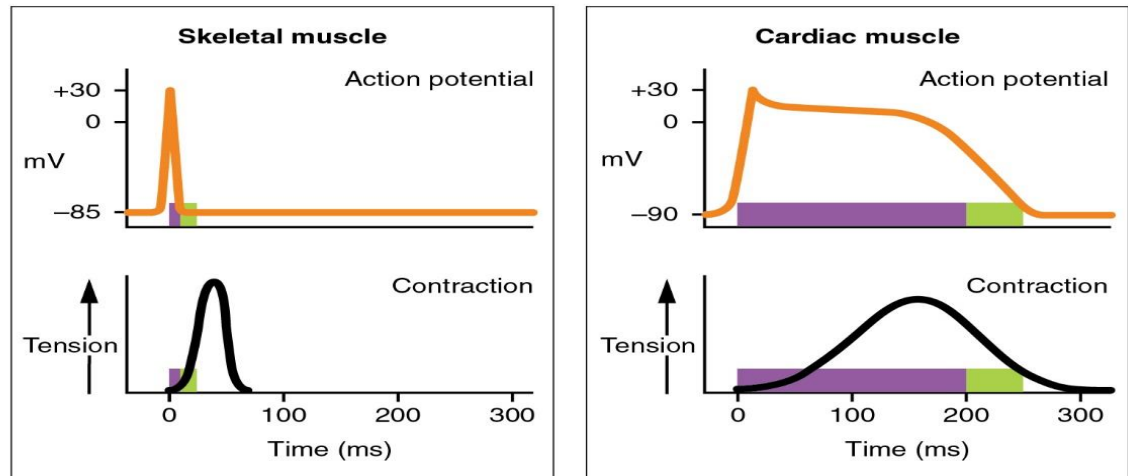 Skeletal muscle
Action potential
+30
0
mV
–85
Contraction
Tension
0 100 200 300
Time (ms)
Cardiac muscle
Action potential
+30
0
mV
–90
Contraction
Tension
0 100 200 300
Time (ms)